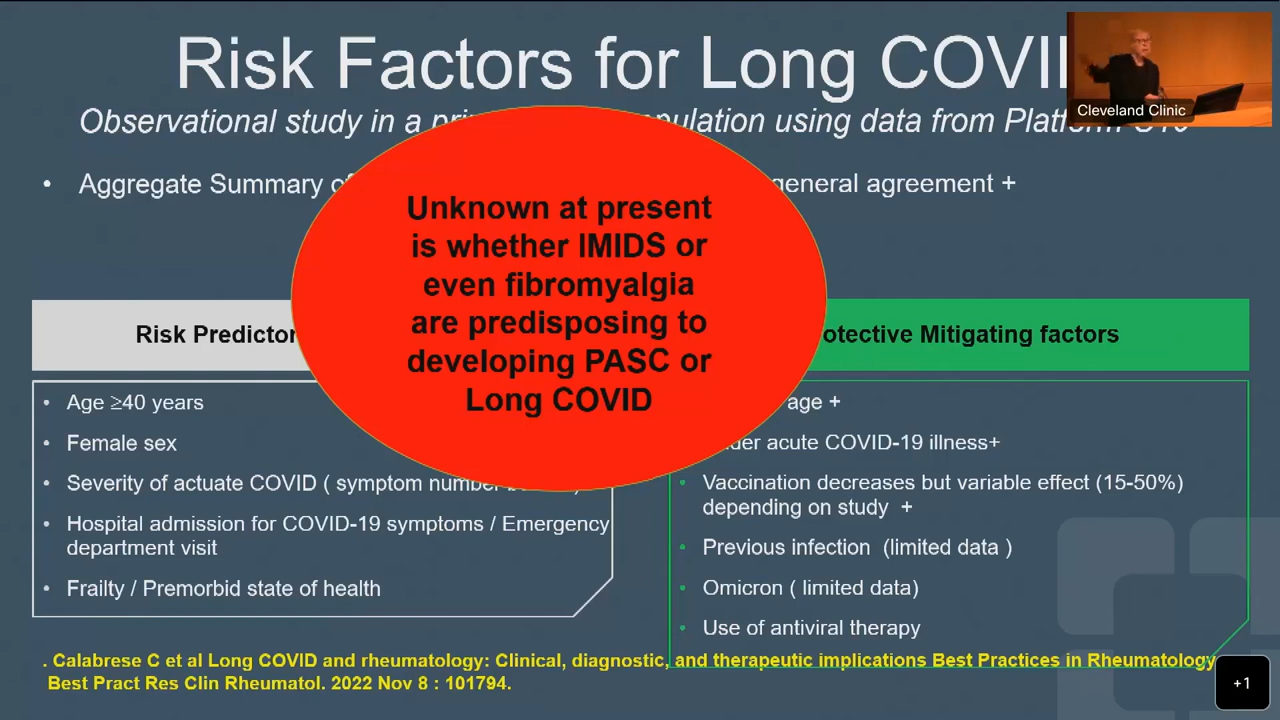 Risk Factors for Long COVI
Cleveland Clinic
Observational study in a pri pulation using data from Platform
Aggregate Summary of general agreement +
Unknown at present
is whether IMIDS or
even fibromyalgia
are predisposing to
developing PASC or
Long COVID
Risk Predictor
• Age ≥40 years
• Female sex
• Severity of actuate COVID ( symptom number
• Hospital admission for COVID-19 symptoms / Emergency
department visit
• Frailty / Premorbid state of health
otective Mitigating factors
age +
der acute COVID-19 illness+
• Vaccination decreases but variable effect (15-50%)
depending on study +
• Previous infection (limited data )
• Omicron ( limited data)
• Use of antiviral therapy
. Calabrese C et al Long COVID and rheumatology: Clinical, diagnostic, and therapeutic implications Best Practices in Rheumatology
Best Pract Res Clin Rheumatol. 2022 Nov 8 : 101794.
+1